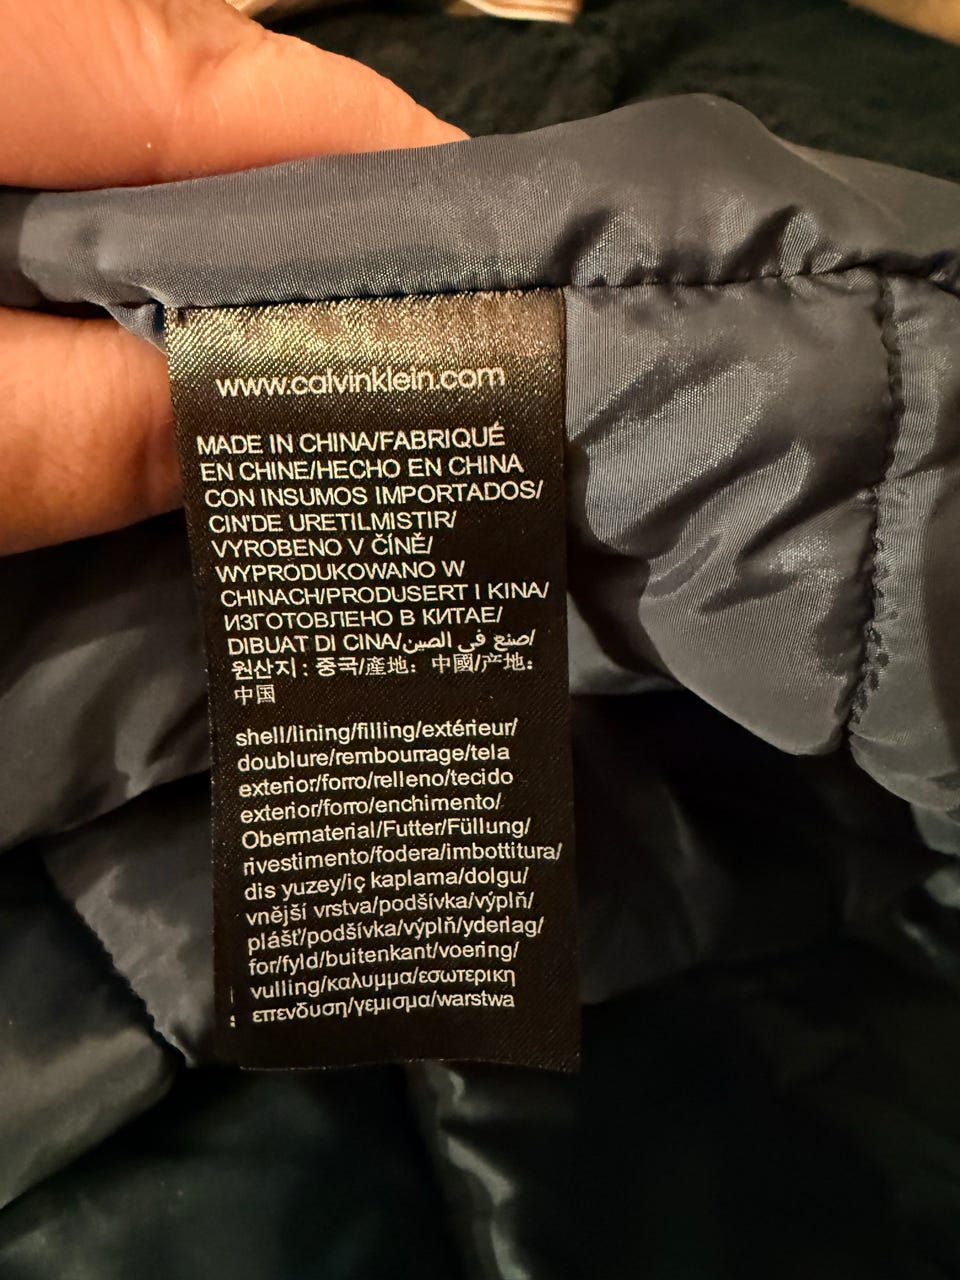 www.calvinklein.com
MADE IN CHINA/FABRIQUÉ
EN CHINE/HECHO EN CHINA
CON INSUMOS IMPORTADOS/
CIN'DE URETILMISTIR/
VYROBENO V ČÍNĚ/
WYPRODUKOWANO W
CHINACH/PRODUSERT I KINA/
ИЗГОТОВЛЕНО В КИТАЕ/
DIBUAT DI CINA/صنع في الصين/
원산지: 중국/產地: 中國/产地:
中国
shell/lining/filling/extérieur/
doublure/rembourrage/tela
exterior/forro/relleno/tecido
exterior/forro/enchimento/
Obermaterial/Futter/Füllung/
rivestimento/fodera/imbottitura/
dis yuzey/iç kaplama/dolgu/
vnější vrstva/podšívka/výplň/
plášť/podšívka/výplň/yderlag/
for/fyld/buitenkant/voering/
vulling/καλυμμα/εσωτερικη
επενδυση/γεμισμα/warstwa